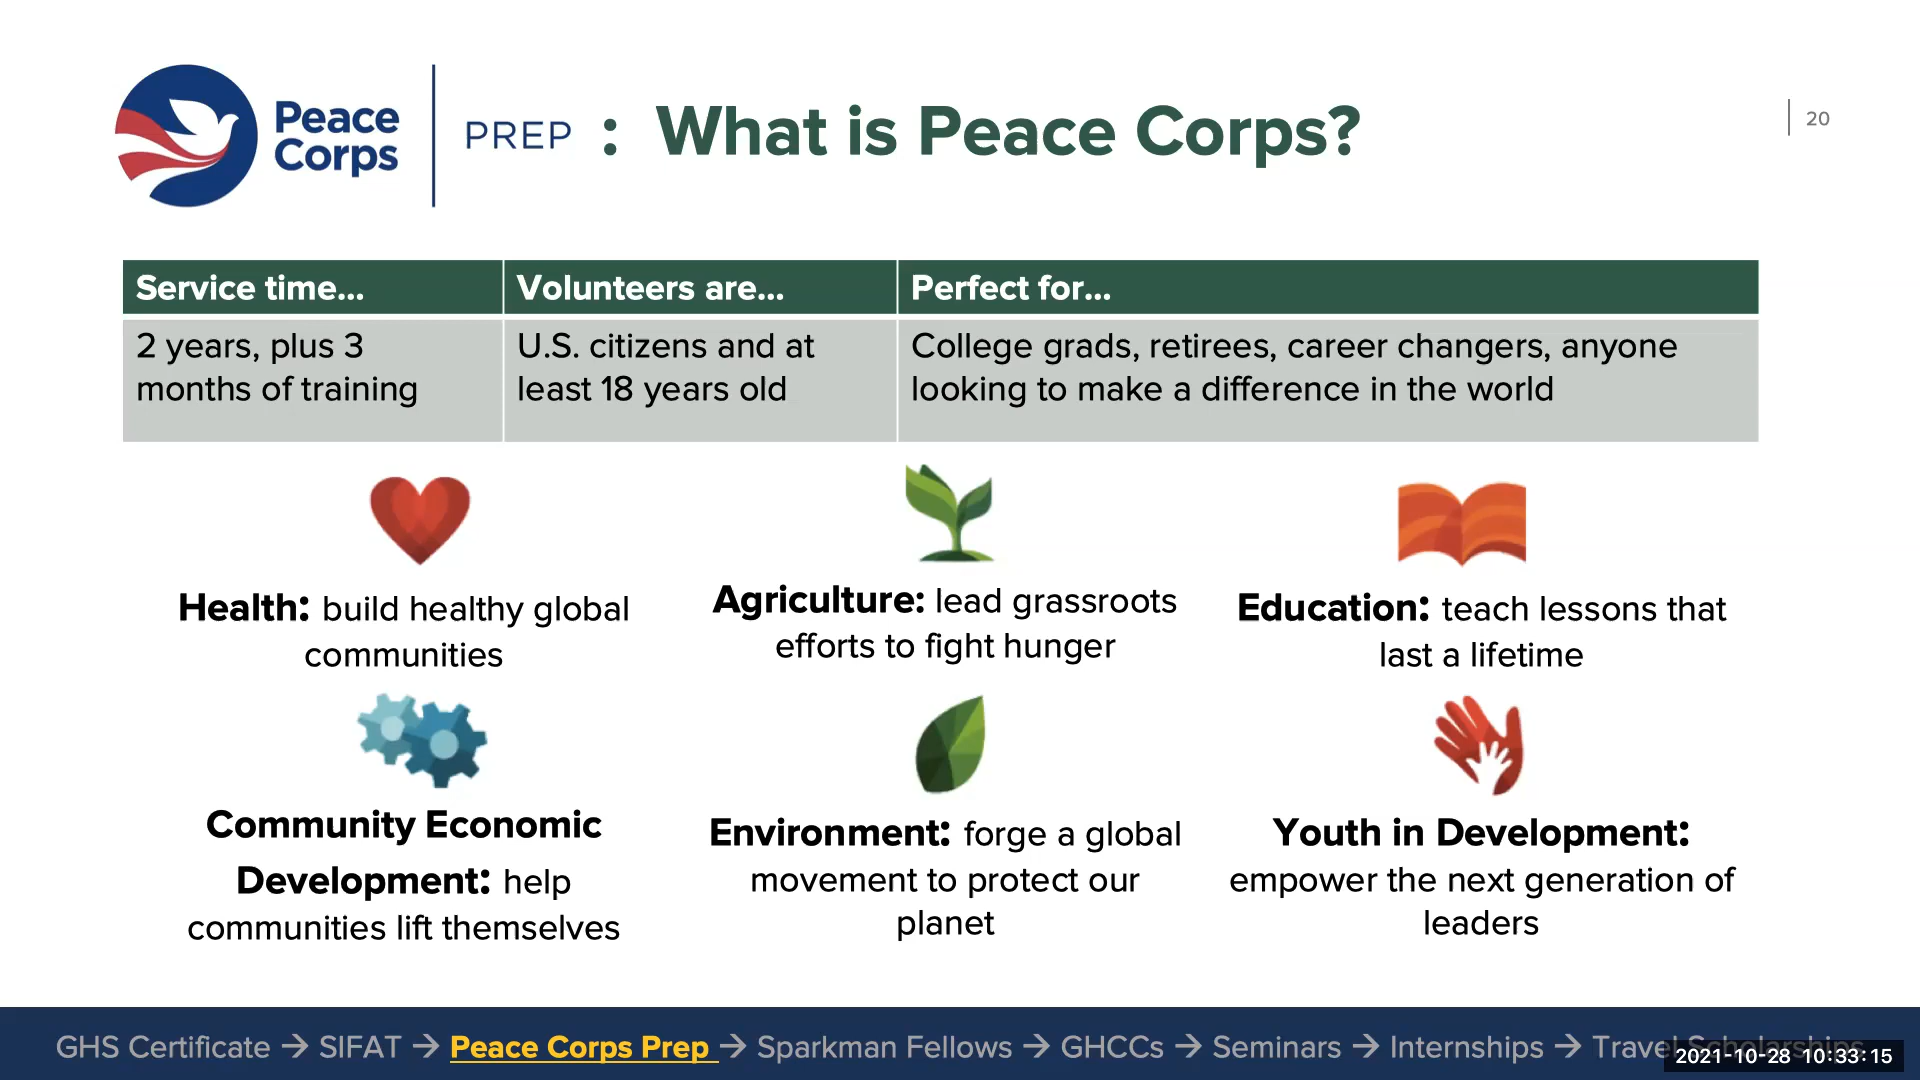 Peace
Corps
PREP : What is Peace Corps?
20
Service time...
Volunteers are...
Perfect for...
2 years, plus 3
months of training
U.S. citizens and at
least 18 years old
College grads, retirees, career changers, anyone
looking to make a difference in the world
Health: build healthy global
communities
Agriculture: lead grassroots
efforts to fight hunger
Education: teach lessons that
last a lifetime
Community Economic
Development: help
communities lift themselves
Environment: forge a global
movement to protect our
planet
Youth in Development:
empower the next generation of
leaders
GHS Certificate → SIFAT → Peace Corps Prep → Sparkman Fellows → GHCCs → Seminars → Internships → Travel Scholarships
2021-10-28 10:33:15